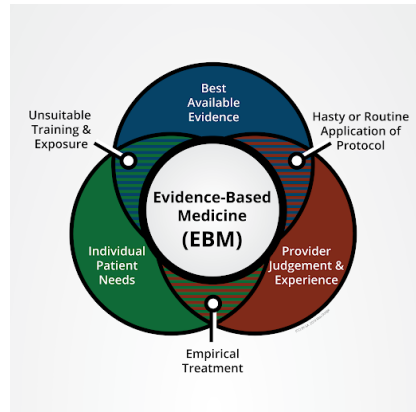 Best
Available
Evidence
Unsuitable
Training &
Exposure
Hasty or Routine
Application of
Protocol
Evidence-Based
Medicine
(EBM)
Individual
Patient
Needs
Provider
Judgement &
Experience
Empirical
Treatment